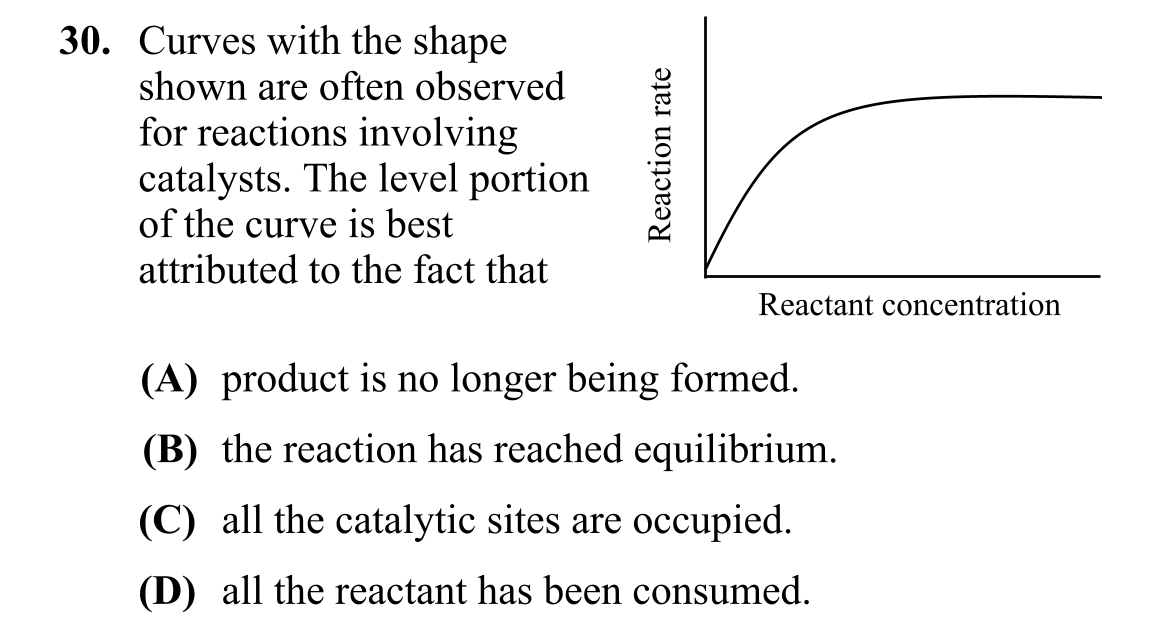 30. Curves with the shape
shown are often observed
for reactions involving
catalysts. The level portion
of the curve is best
attributed to the fact that
Reaction rate
Reactant concentration
(A) product is no longer being formed.
(B) the reaction has reached equilibrium.
(C) all the catalytic sites are occupied.
(D) all the reactant has been consumed.